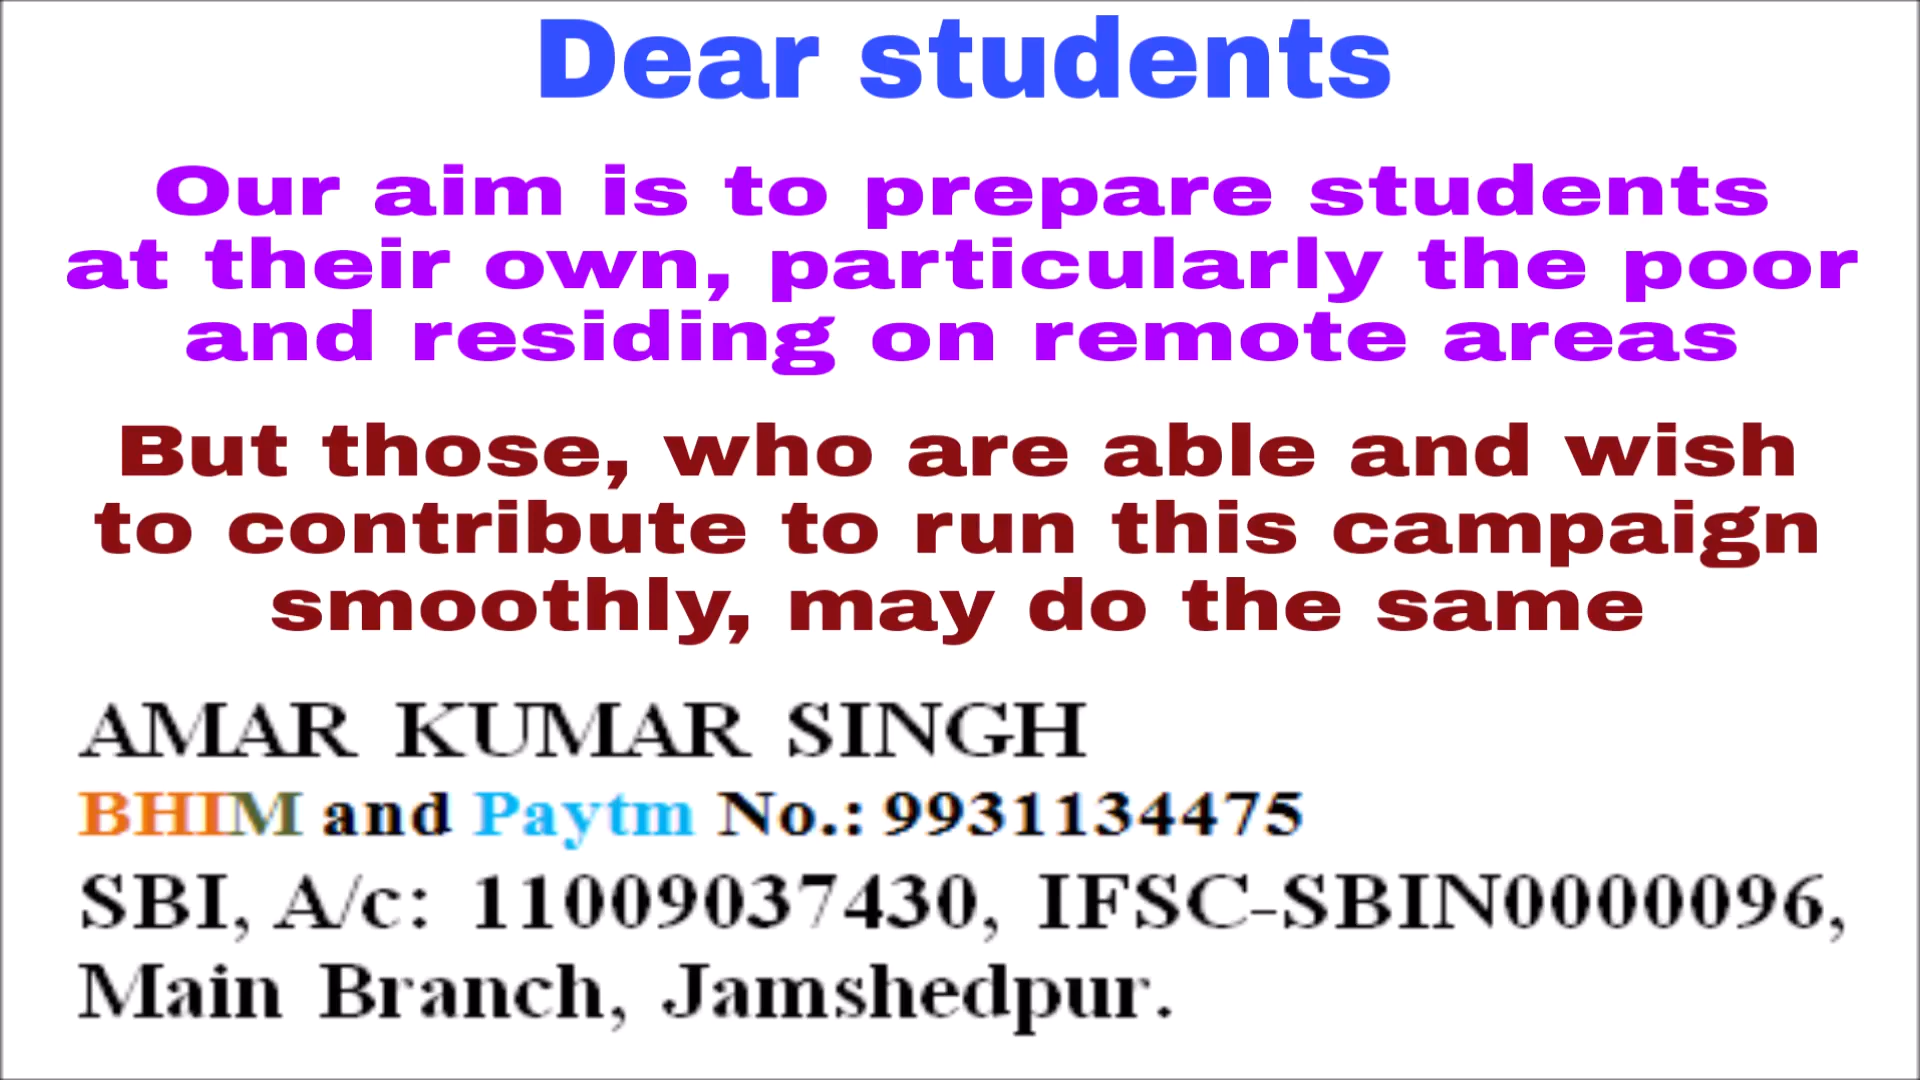 Dear students
Our aim is to prepare students
at their own, particularly the poor
and residing on remote areas
But those, who are able and wish
to contribute to run this campaign
smoothly, may do the same
AMAR KUMAR SINGH
BHIM and Paytm No.: 9931134475
SBI, A/c: 11009037430, IFSC-SBIN0000096,
Main Branch, Jamshedpur.